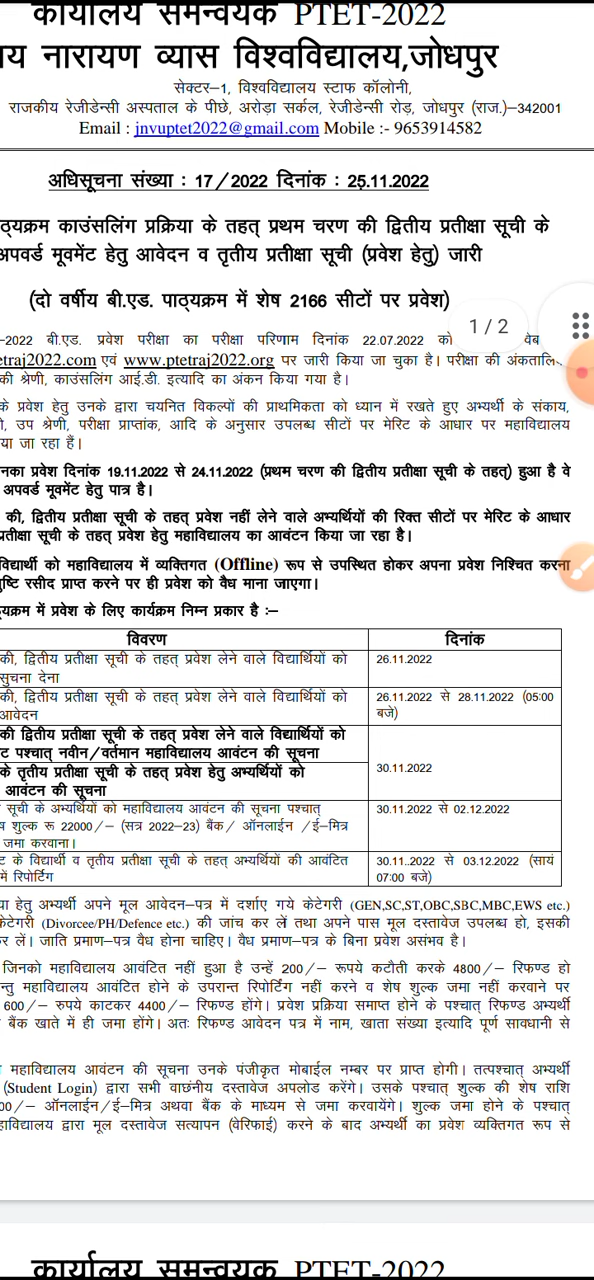 कार्यालय समन्वयक PTET-2022
य नारायण व्यास विश्वविद्यालय,जोधपुर
सेक्टर–1, विश्वविद्यालय स्टाफ कॉलोनी,
राजकीय रेजीडेन्सी अस्पताल के पीछे, अरोड़ा सर्कल, रेजीडेन्सी रोड़, जोधपुर (राज.)–342001
Email : jnvuptet2022@gmail.com Mobile :- 9653914582
अधिसूचना संख्या : 17/2022 दिनांक : 25.11.2022
ठ्यक्रम काउंसलिंग प्रक्रिया के तहत् प्रथम चरण की द्वितीय प्रतीक्षा सूची के
अपवर्ड मूवमेंट हेतु आवेदन व तृतीय प्रतीक्षा सूची (प्रवेश हेतु) जारी
(दो वर्षीय बी.एड. पाठ्यक्रम में शेष 2166 सीटों पर प्रवेश)
1 / 2
–2022 बी.एड. प्रवेश परीक्षा का परीक्षा परिणाम दिनांक 22.07.2022 को वेब
etraj2022.com एवं www.ptetraj2022.org पर जारी किया जा चुका है। परीक्षा की अंकतालि
की श्रेणी, काउंसलिंग आई.डी. इत्यादि का अंकन किया गया है।
के प्रवेश हेतु उनके द्वारा चयनित विकल्पों की प्राथमिकता को ध्यान में रखते हुए अभ्यर्थी के संकाय,
, उप श्रेणी, परीक्षा प्राप्तांक, आदि के अनुसार उपलब्ध सीटों पर मेरिट के आधार पर महाविद्यालय
या जा रहा हैं।
नका प्रवेश दिनांक 19.11.2022 से 24.11.2022 (प्रथम चरण की द्वितीय प्रतीक्षा सूची के तहत्) हुआ है वे
अपवर्ड मूवमेंट हेतु पात्र है।
की, द्वितीय प्रतीक्षा सूची के तहत् प्रवेश नहीं लेने वाले अभ्यर्थियों की रिक्त सीटों पर मेरिट के आधार
प्रतीक्षा सूची के तहत् प्रवेश हेतु महाविद्यालय का आवंटन किया जा रहा है।
विद्यार्थी को महाविद्यालय में व्यक्तिगत (Offline) रूप से उपस्थित होकर अपना प्रवेश निश्चित करना
ुष्टि रसीद प्राप्त करने पर ही प्रवेश को वैध माना जाएगा।
्यक्रम में प्रवेश के लिए कार्यक्रम निम्न प्रकार है :–
विवरण दिनांक
की, द्वितीय प्रतीक्षा सूची के तहत् प्रवेश लेने वाले विद्यार्थियों को 26.11.2022
सुचना देना
की, द्वितीय प्रतीक्षा सूची के तहत् प्रवेश लेने वाले विद्यार्थियों को 26.11.2022 से 28.11.2022 (05:00
आवेदन बजे)
की द्वितीय प्रतीक्षा सूची के तहत् प्रवेश लेने वाले विद्यार्थियों को
ट पश्चात् नवीन/वर्तमान महाविद्यालय आवंटन की सूचना
के तृतीय प्रतीक्षा सूची के तहत् प्रवेश हेतु अभ्यर्थियों को 30.11.2022
आवंटन की सूचना
सूची के अभ्यर्थियों को महाविद्यालय आवंटन की सूचना पश्चात् 30.11.2022 से 02.12.2022
ष शुल्क रू 22000/– (सत्र 2022–23) बैंक/ ऑनलाईन /ई–मित्र
जमा करवाना।
ट के विद्यार्थी व तृतीय प्रतीक्षा सूची के तहत् अभ्यर्थियों की आवंटित 30.11..2022 से 03.12.2022 (सायं
में रिपोर्टिंग 07:00 बजे)
या हेतु अभ्यर्थी अपने मूल आवेदन–पत्र में दर्शाए गये केटेगरी (GEN,SC,ST,OBC,SBC,MBC,EWS etc.)
केटेगरी (Divorcee/PH/Defence etc.) की जांच कर लें तथा अपने पास मूल दस्तावेज उपलब्ध हो, इसकी
र लें। जाति प्रमाण–पत्र वैध होना चाहिए। वैध प्रमाण–पत्र के बिना प्रवेश असंभव है।
जिनको महाविद्यालय आवंटित नहीं हुआ है उन्हें 200/– रूपये कटौती करके 4800/– रिफण्ड हो
न्तु महाविद्यालय आवंटित होने के उपरान्त रिपोर्टिंग नहीं करने व शेष शुल्क जमा नहीं करवाने पर
600/– रुपये काटकर 4400/– रिफण्ड होंगे। प्रवेश प्रक्रिया समाप्त होने के पश्चात् रिफण्ड अभ्यर्थी
बैंक खाते में ही जमा होंगे। अतः रिफण्ड आवेदन पत्र में नाम, खाता संख्या इत्यादि पूर्ण सावधानी से
महाविद्यालय आवंटन की सूचना उनके पंजीकृत मोबाईल नम्बर पर प्राप्त होगी। तत्पश्चात् अभ्यर्थी
(Student Login) द्वारा सभी वाछंनीय दस्तावेज अपलोड करेंगे। उसके पश्चात् शुल्क की शेष राशि
00/– ऑनलाईन/ई–मित्र अथवा बैंक के माध्यम से जमा करवायेंगे। शुल्क जमा होने के पश्चात्
हाविद्यालय द्वारा मूल दस्तावेज सत्यापन (वेरिफाई) करने के बाद अभ्यर्थी का प्रवेश व्यक्तिगत रूप से
कार्यालय समन्वयक PTET-2022